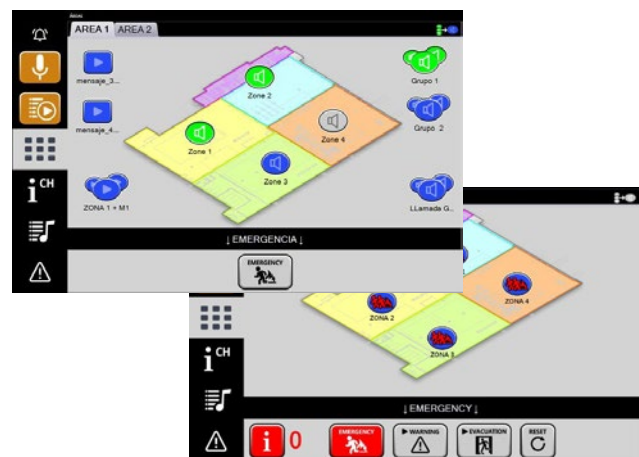 Áreas
AREA 1 AREA 2
mensaje_3...
Zone 2
Grupo 1
mensaje_4...
Zone 1
Zone 4
Grupo 2
Zone 3
ZONA 1 + M1
LLamada G..
i CH
↓ EMERGENCIA ↓
EMERGENCY
ZONA 4
ZONA 2
ZONA 3
i CH
↓ EMERGENCY ↓
i 0
EMERGENCY
▶ WARNING
▶ EVACUATION
RESET